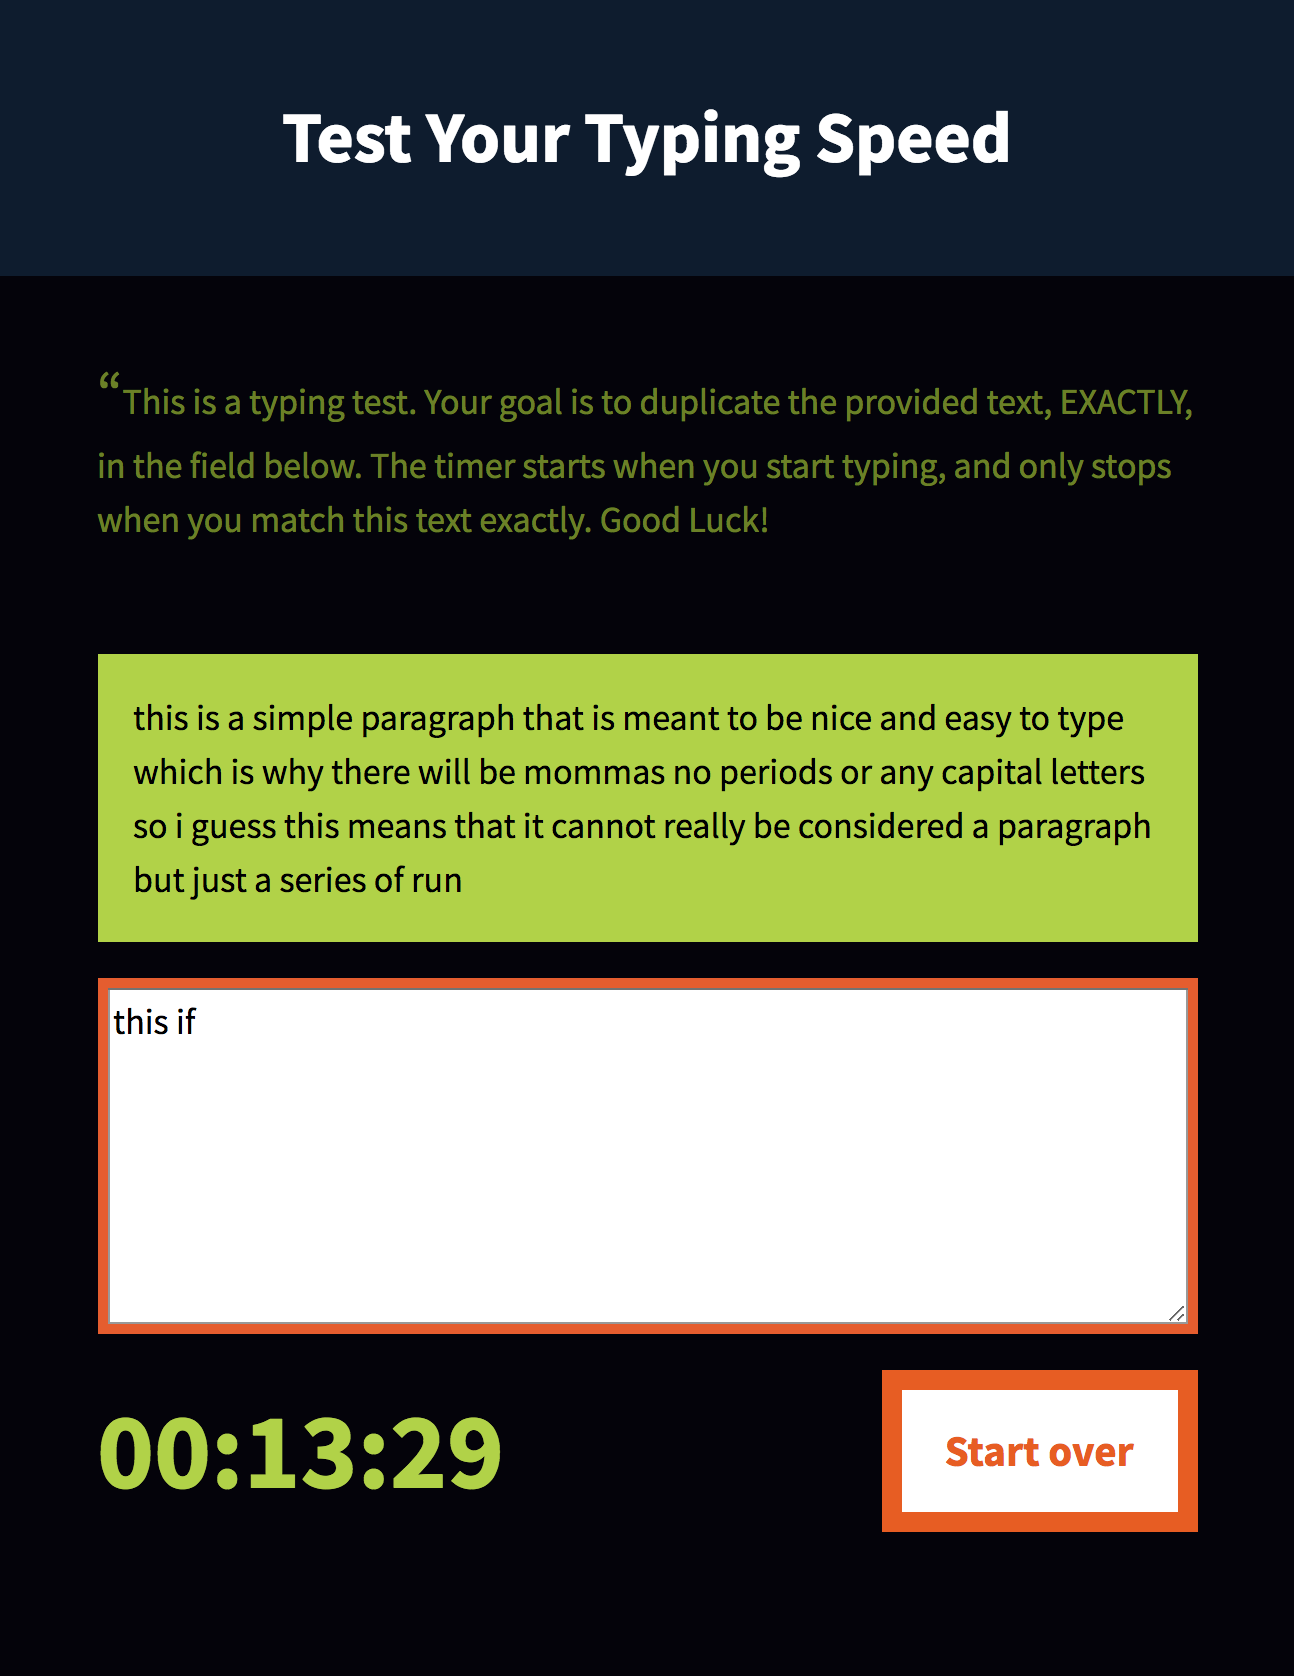 Test Your Typing Speed
“This is a typing test. Your goal is to duplicate the provided text, EXACTLY,
in the field below. The timer starts when you start typing, and only stops
when you match this text exactly. Good Luck!
this is a simple paragraph that is meant to be nice and easy to type
which is why there will be mommas no periods or any capital letters
so i guess this means that it cannot really be considered a paragraph
but just a series of run
this if
00:13:29
Start over